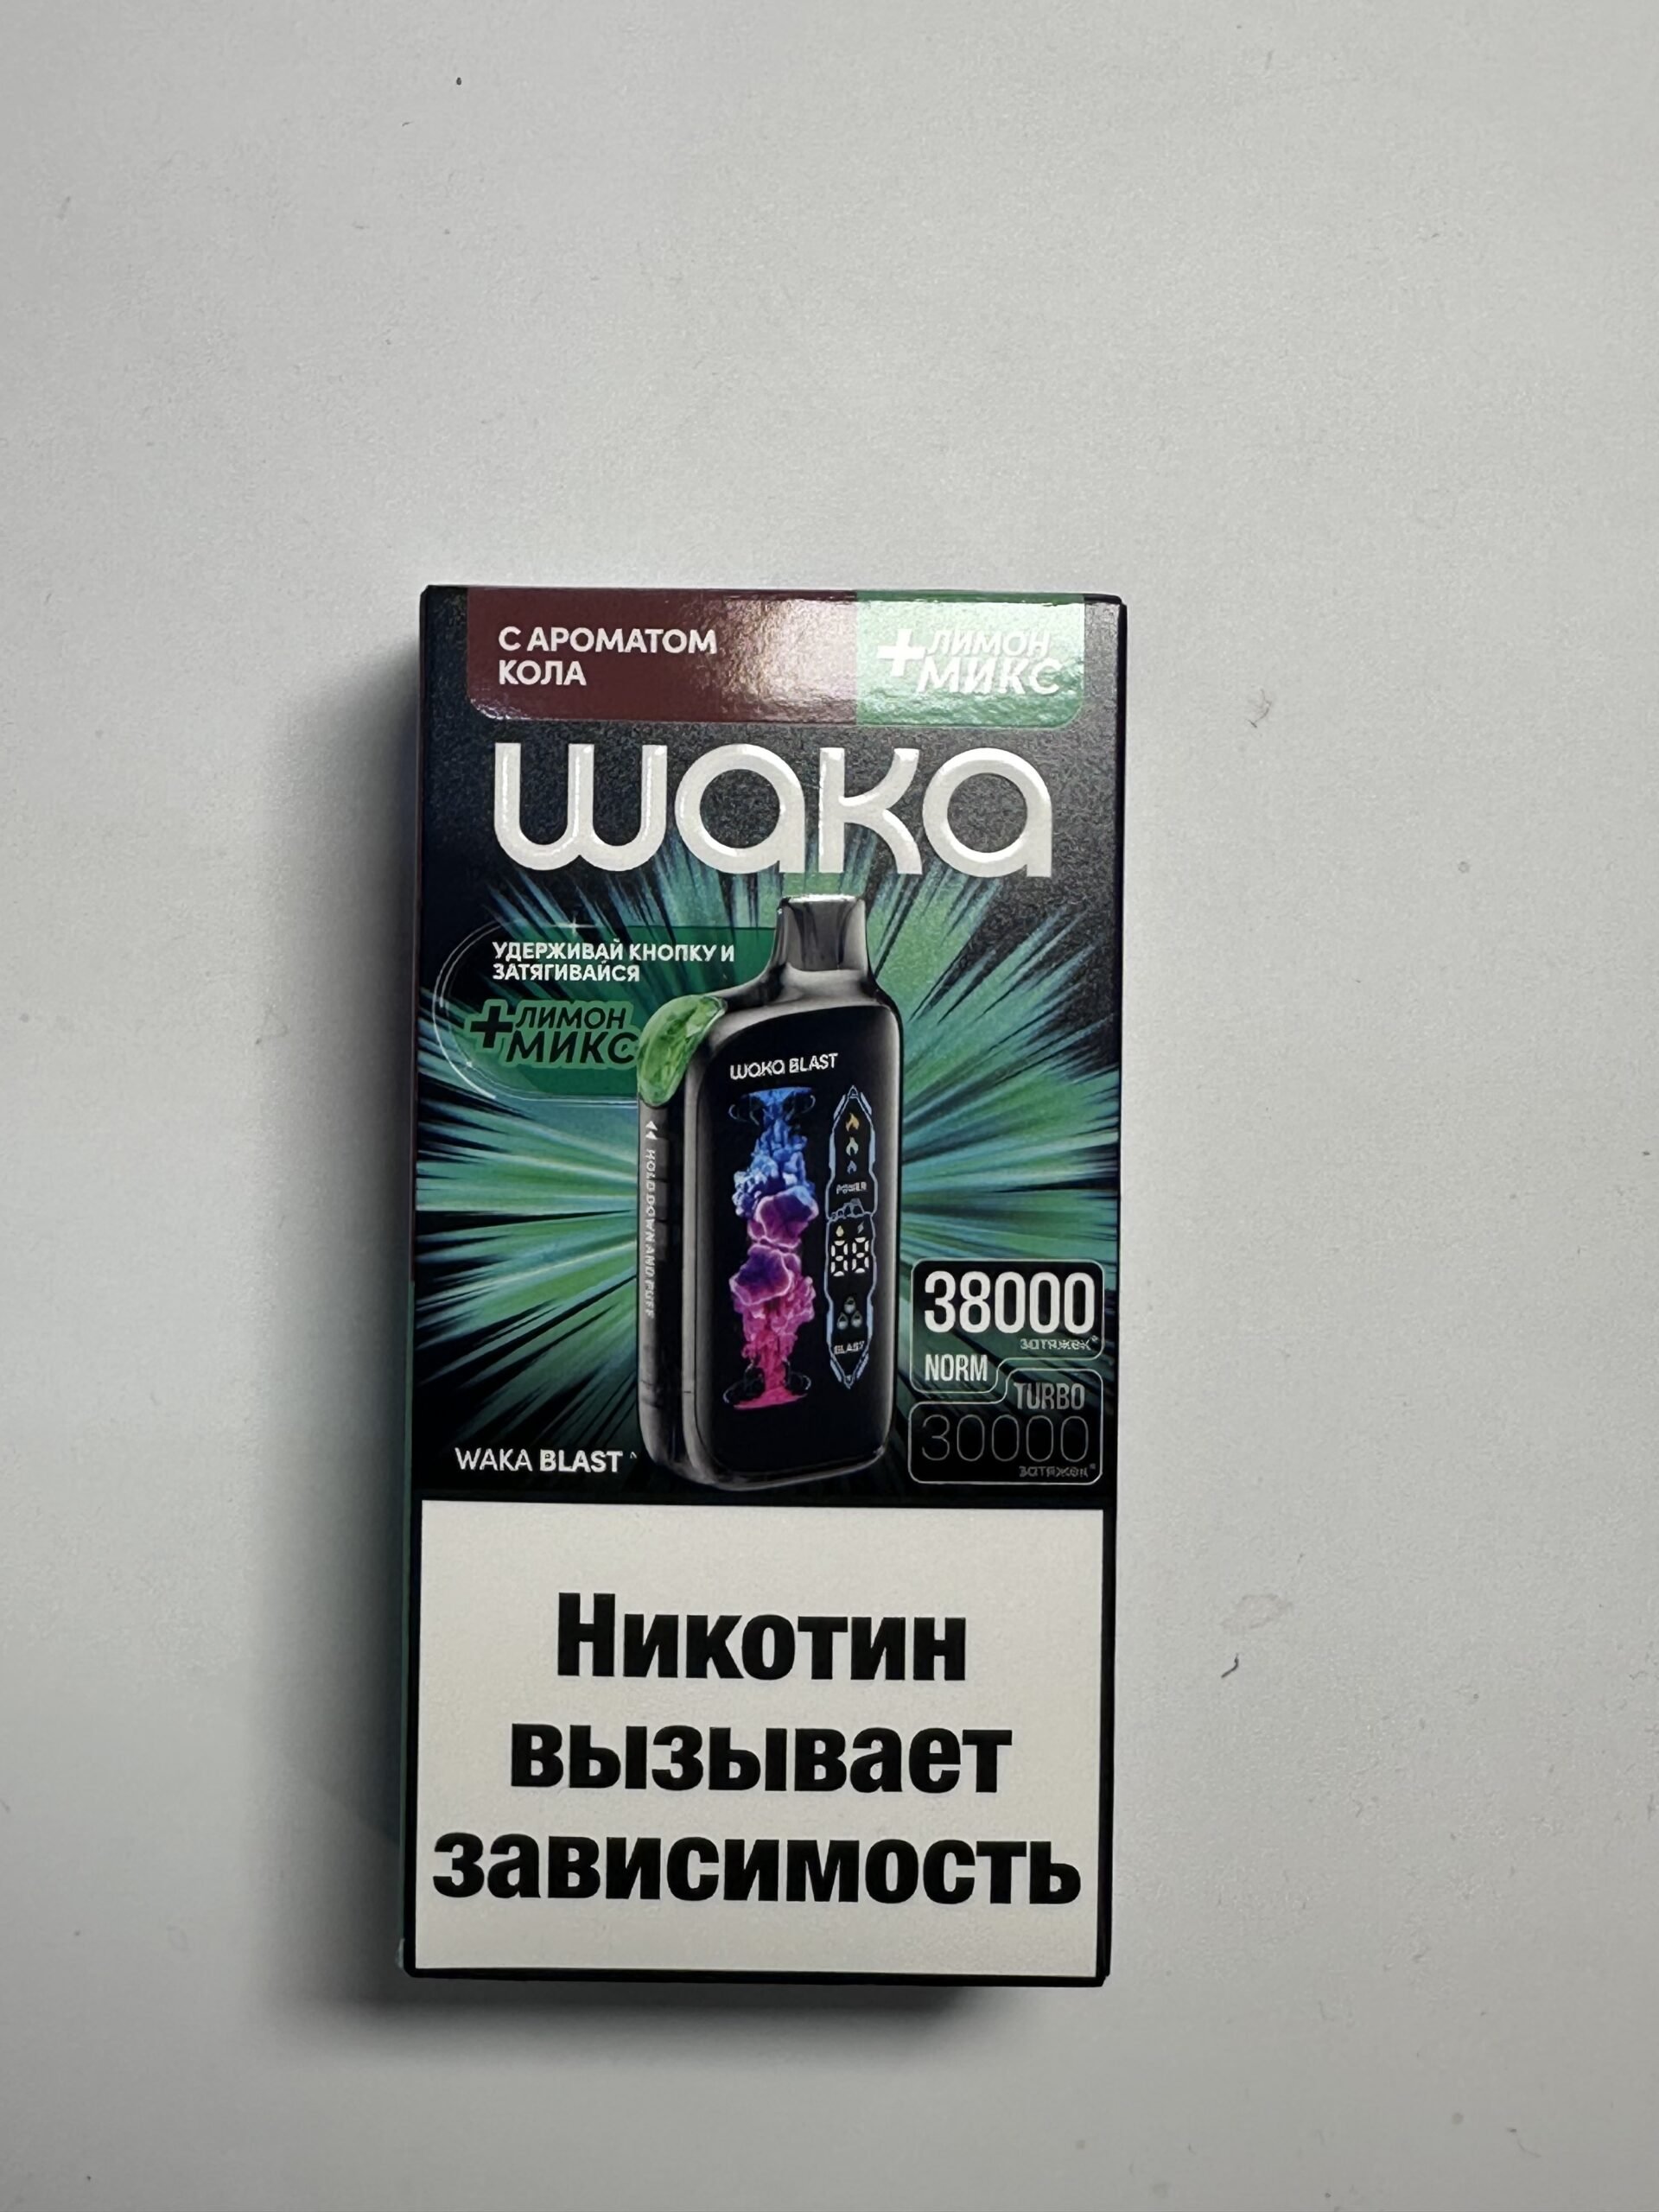 С АРОМАТОМ
КОЛА
+ЛИМОН
МИКС
waka
УДЕРЖИВАЙ КНОПКУ И
ЗАТЯГИВАЙСЯ
+ЛИМОН
МИКС
WAKA BLAST
HOLD DOWN AND PUFF
POWER
88
BLAST
38000
затяжек*
NORM
TURBO
30000
затяжек*
WAKA BLAST
Никотин
вызывает
зависимость